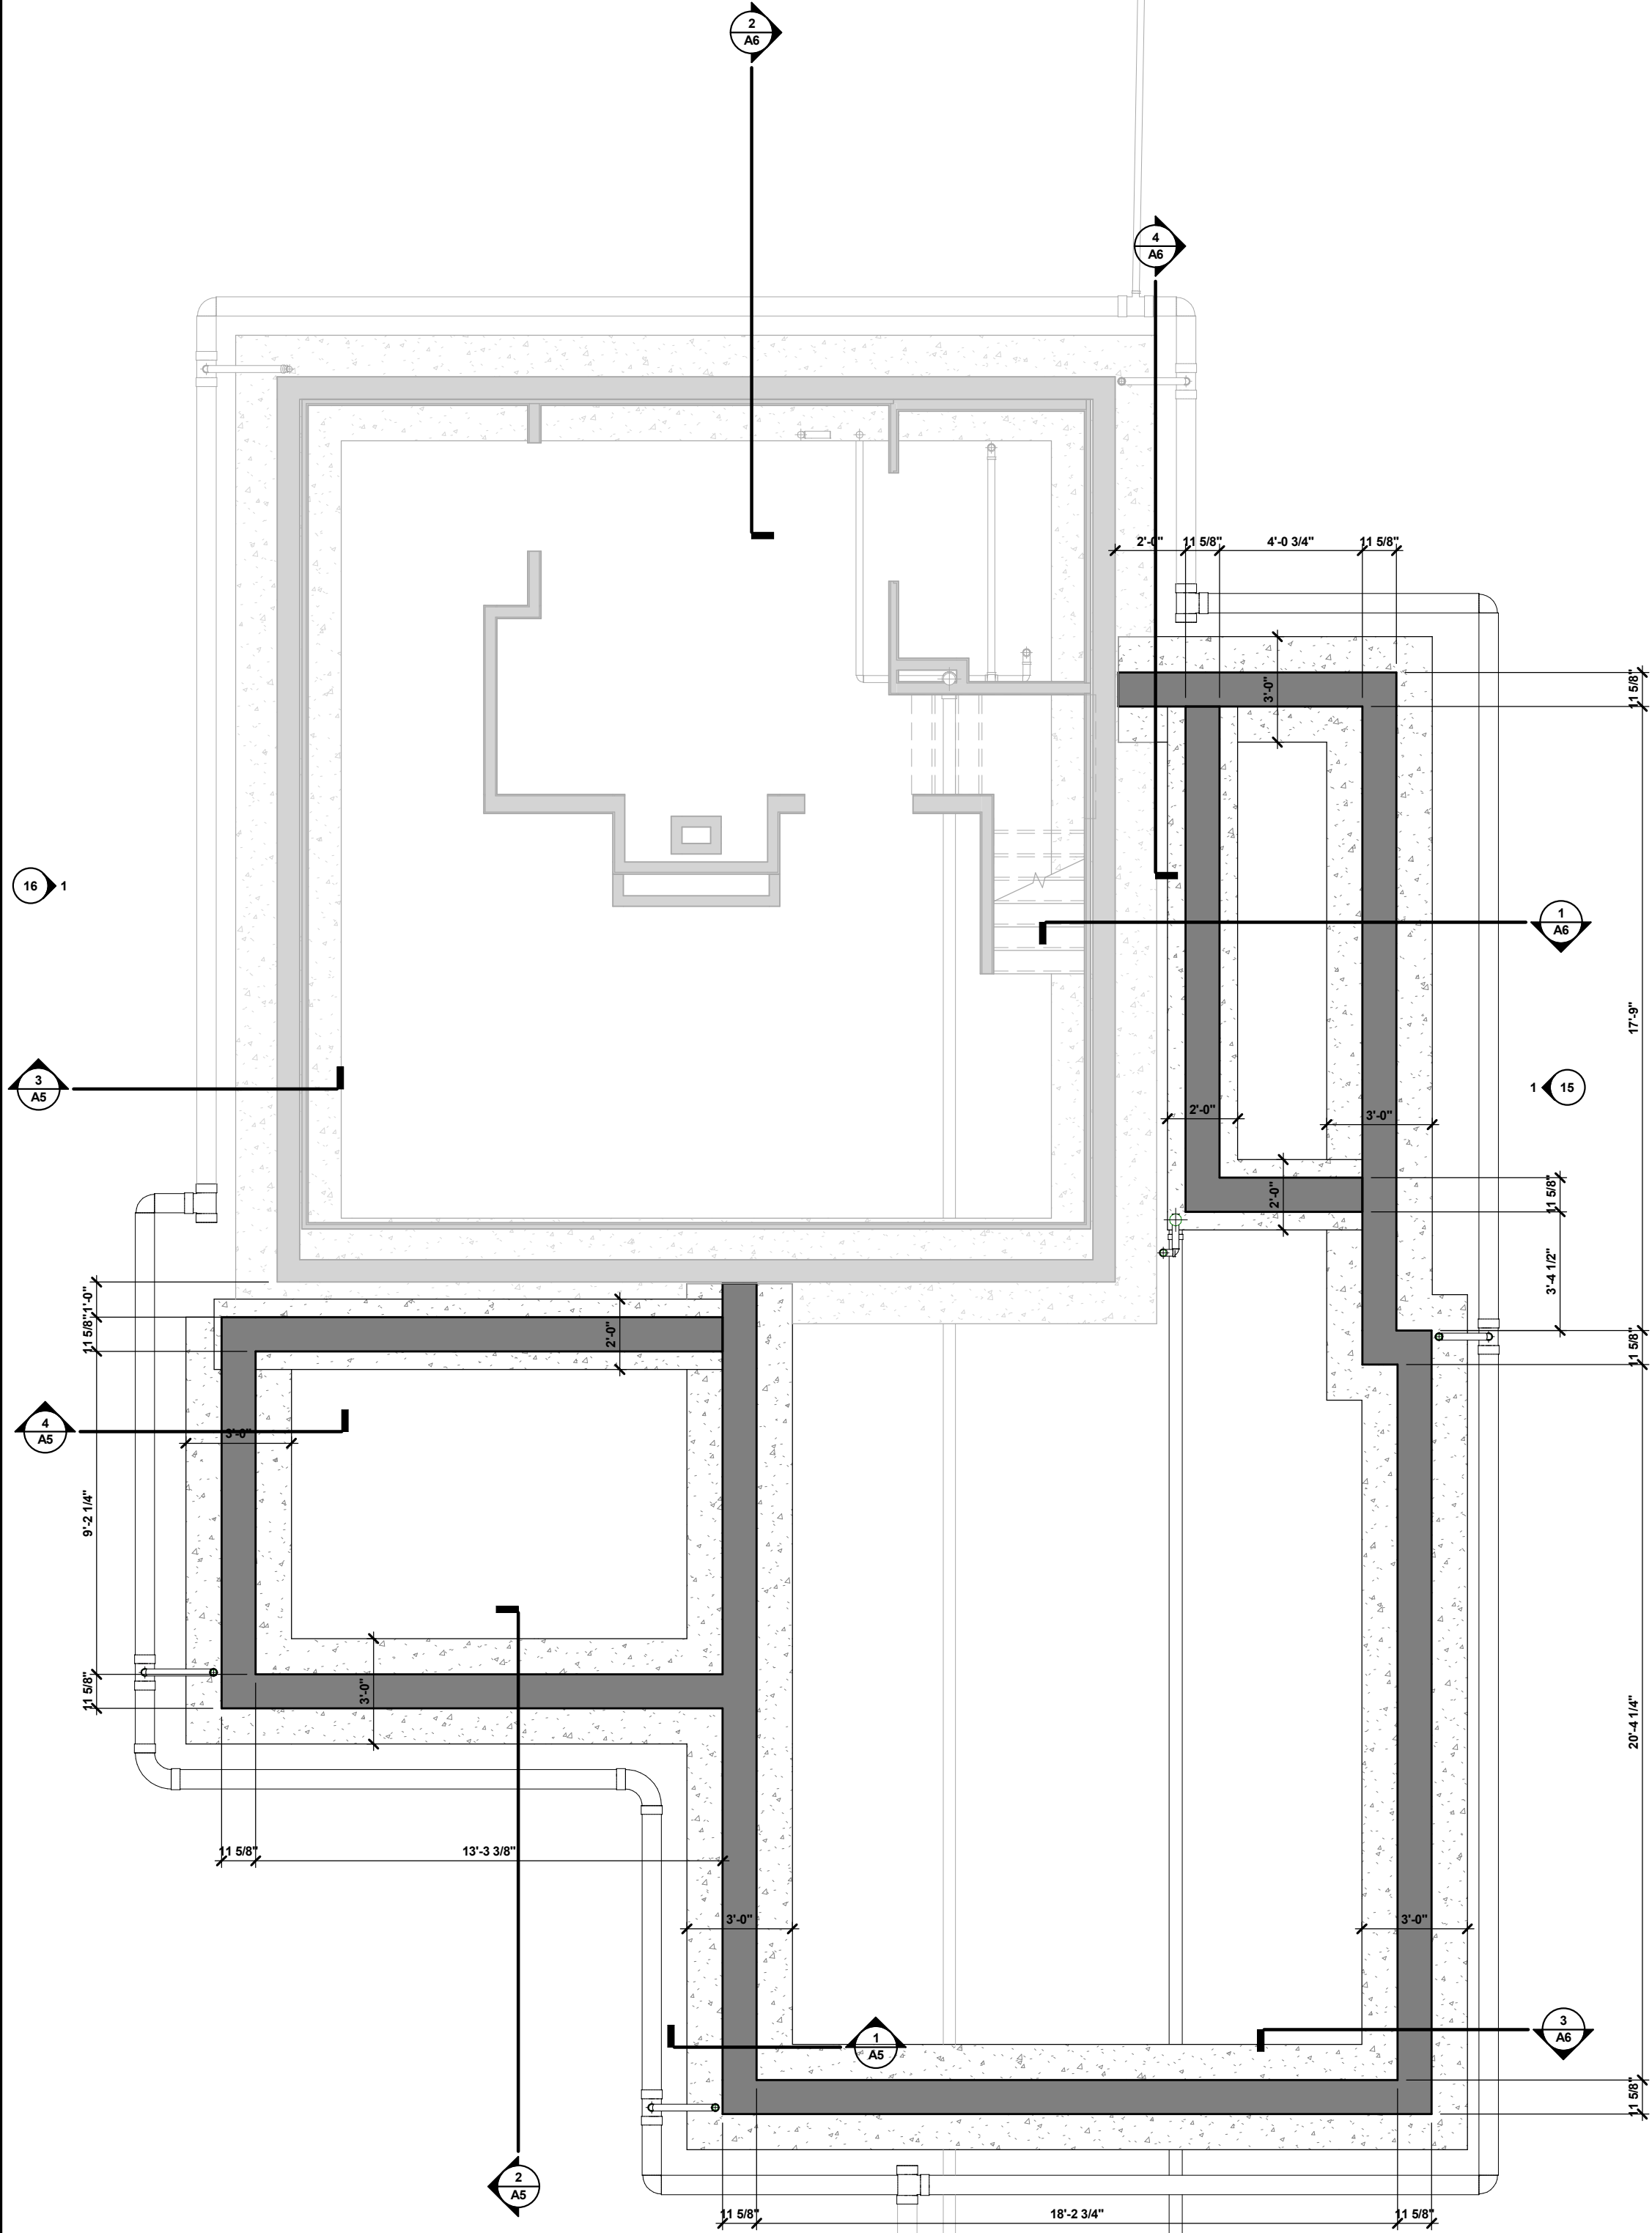 2
A6
4
A6
2'-0" 11 5/8" 4'-0 3/4" 11 5/8"
3'-0"
11 5/8"
16 1
1
A6
17'-9"
3
A5
1 15
2'-0"
3'-0"
2'-0"
11 5/8"
3'-4 1/2"
1'-0"
11 5/8"
2'-0"
11 5/8"
4
A5
3'-0"
9'-2 1/4"
11 5/8"
3'-0"
20'-4 1/4"
11 5/8" 13'-3 3/8"
3'-0"
3'-0"
1
A5
3
A6
11 5/8"
2
A5
11 5/8" 18'-2 3/4" 11 5/8"